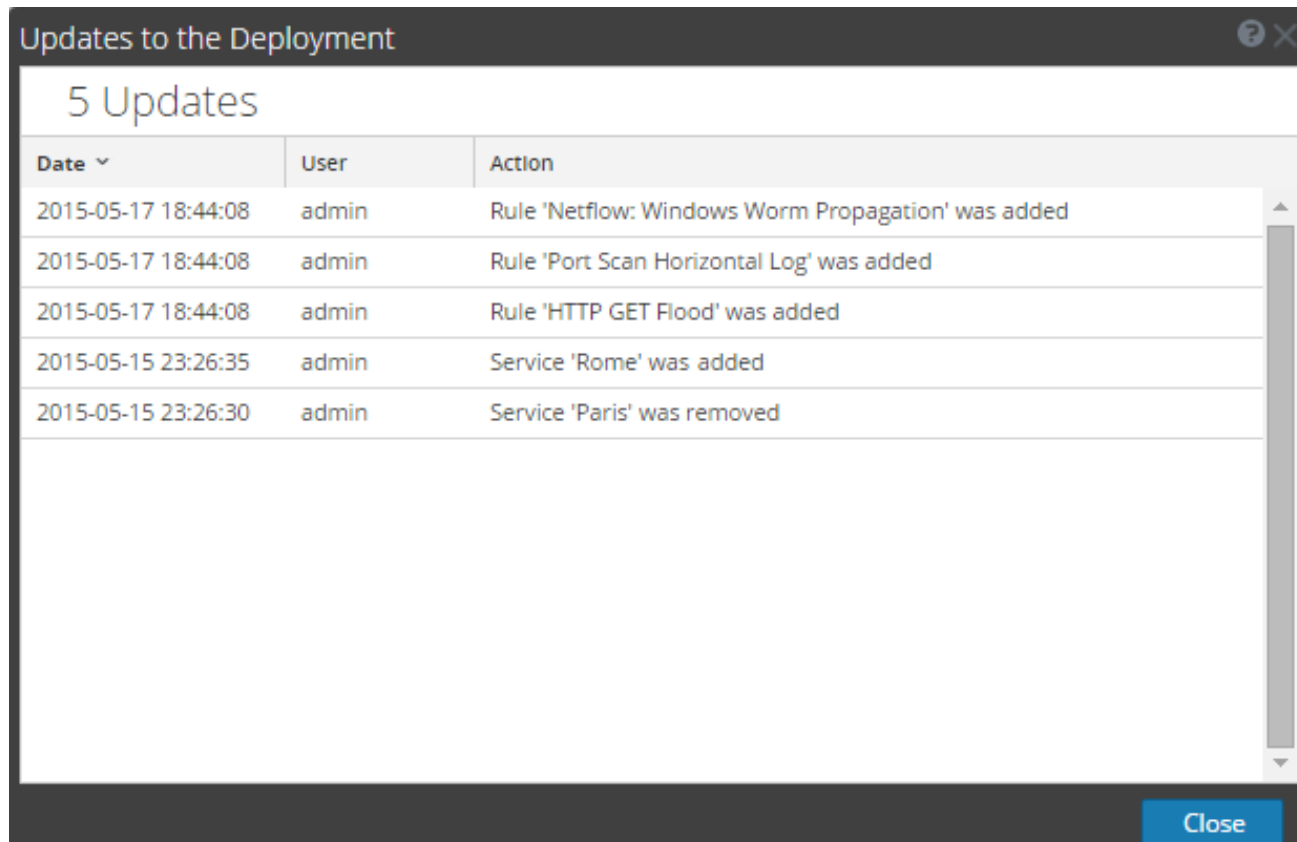 Updates to the Deployment
5 Updates
Date User Action
2015-05-17 18:44:08 admin Rule 'Netflow: Windows Worm Propagation' was added
2015-05-17 18:44:08 admin Rule 'Port Scan Horizontal Log' was added
2015-05-17 18:44:08 admin Rule 'HTTP GET Flood' was added
2015-05-15 23:26:35 admin Service 'Rome' was added
2015-05-15 23:26:30 admin Service 'Paris' was removed
Close